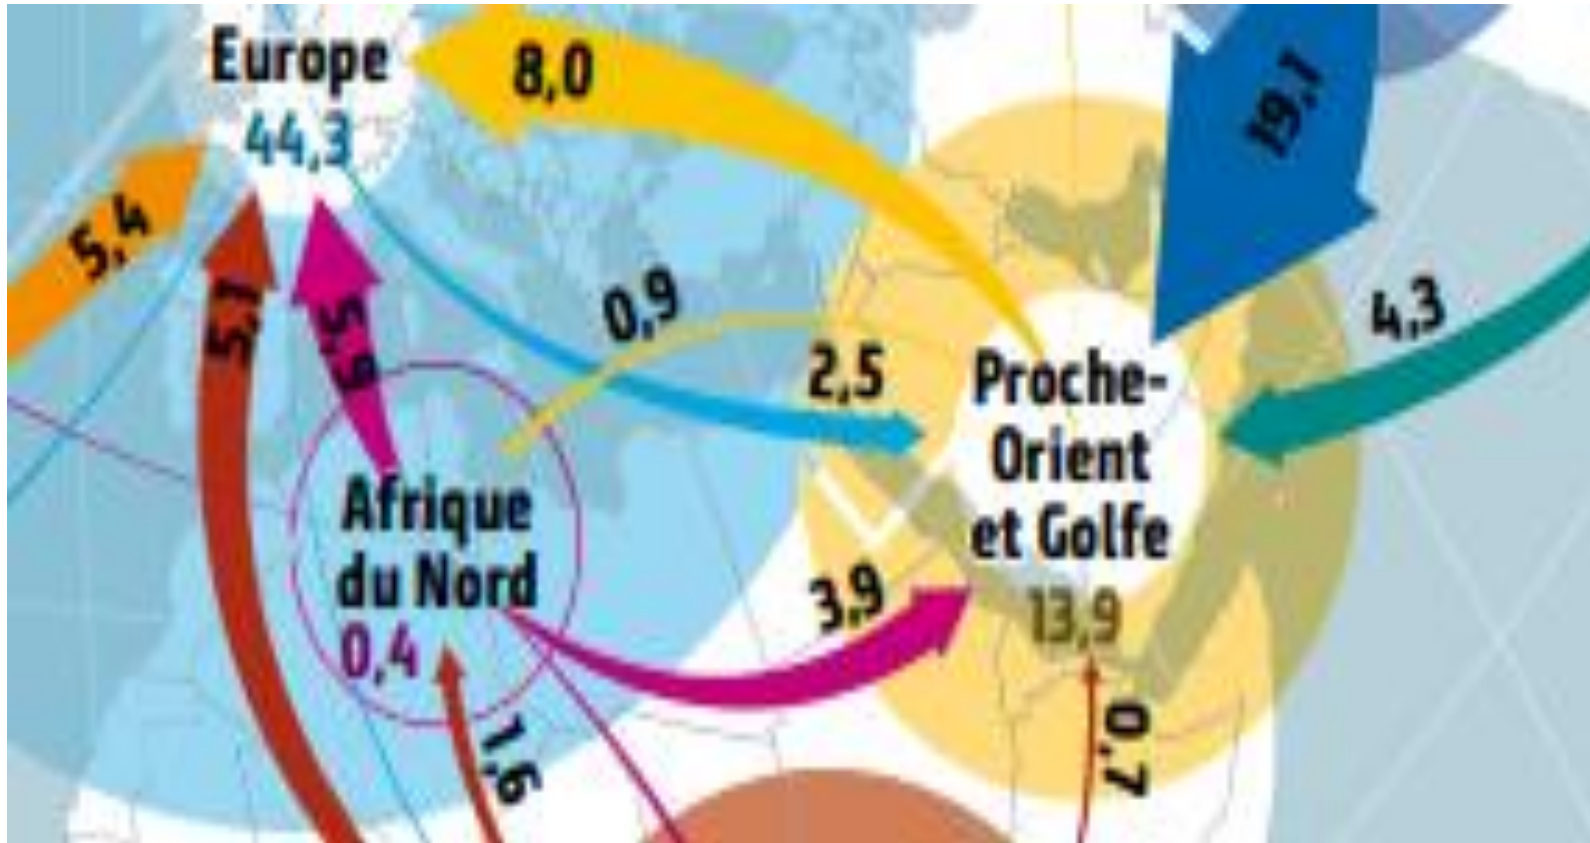 Europe
44,3
8,0
19,1
5,4
5,1
5,9
0,9
2,5
4,3
Proche-
Orient
et Golfe
13,9
Afrique
du Nord
0,4
3,9
1,6
0,7